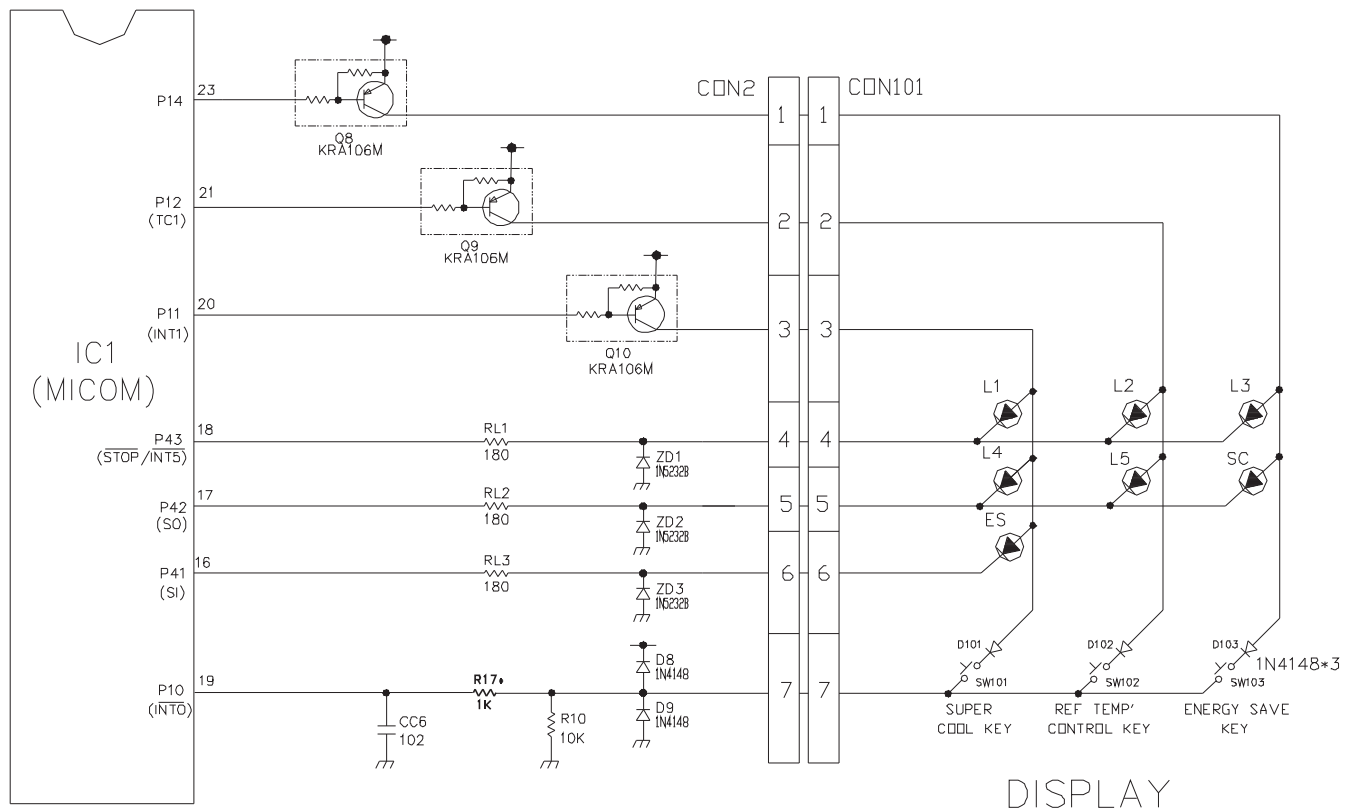 CON2
CON101
P14
23
Q8
KRA106M
1
1
P12
(TC1)
21
Q9
KRA106M
2
2
P11
(INT1)
20
Q10
KRA106M
3
3
IC1
(MICOM)
L1
L2
L3
P43
(STOP/INT5)
18
RL1
180
ZD1
1N5232B
4
4
L4
L5
SC
P42
(SO)
17
RL2
180
ZD2
1N5232B
5
5
ES
P41
(SI)
16
RL3
180
ZD3
1N5232B
6
6
D101
D102
D103
1N4148*3
SW101
SW102
SW103
P10
(INT0)
19
R17
1K
CC6
102
R10
10K
D8
1N4148
D9
1N4148
7
7
SUPER
COOL KEY
REF TEMP'
CONTROL KEY
ENERGY SAVE
KEY
DISPLAY